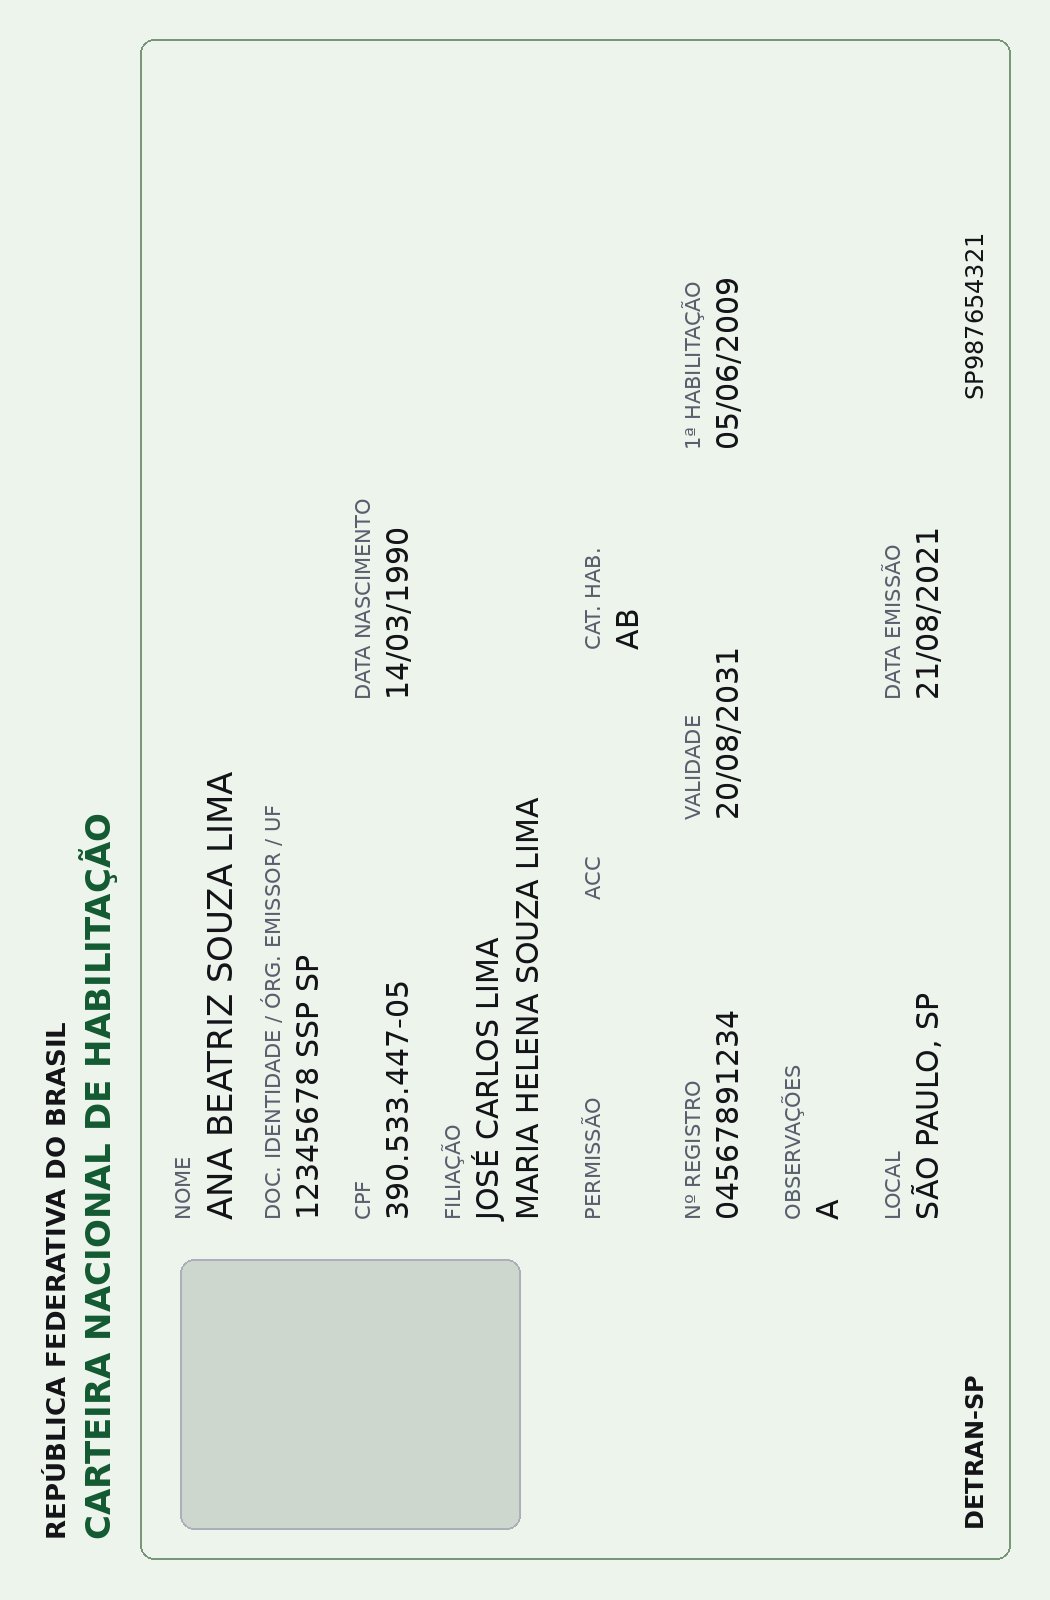 REPÚBLICA FEDERATIVA DO BRASIL
CARTEIRA NACIONAL DE HABILITAÇÃO
NOME
ANA BEATRIZ SOUZA LIMA
DOC. IDENTIDADE / ÓRG. EMISSOR / UF
12345678 SSP SP
CPF DATA NASCIMENTO
390.533.447-05 14/03/1990
FILIAÇÃO
JOSÉ CARLOS LIMA
MARIA HELENA SOUZA LIMA
PERMISSÃO ACC CAT. HAB.
AB
Nº REGISTRO VALIDADE 1ª HABILITAÇÃO
04567891234 20/08/2031 05/06/2009
OBSERVAÇÕES
A
LOCAL DATA EMISSÃO
SÃO PAULO, SP 21/08/2021
DETRAN-SP SP987654321